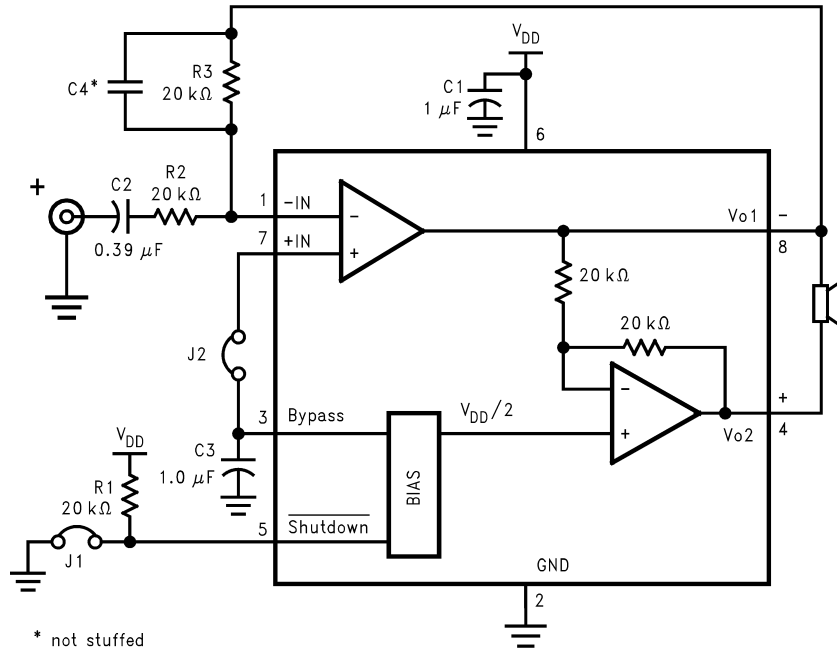 V_DD
C1
1 μF
6
C4*
R3
20 kΩ
+
C2
0.39 μF
R2
20 kΩ
1
-IN
7
+IN
-
+
Vo1
-
8
20 kΩ
20 kΩ
-
+
+
Vo2
4
J2
3
Bypass
V_DD/2
C3
1.0 μF
BIAS
V_DD
R1
20 kΩ
5
Shutdown
J1
GND
2
* not stuffed